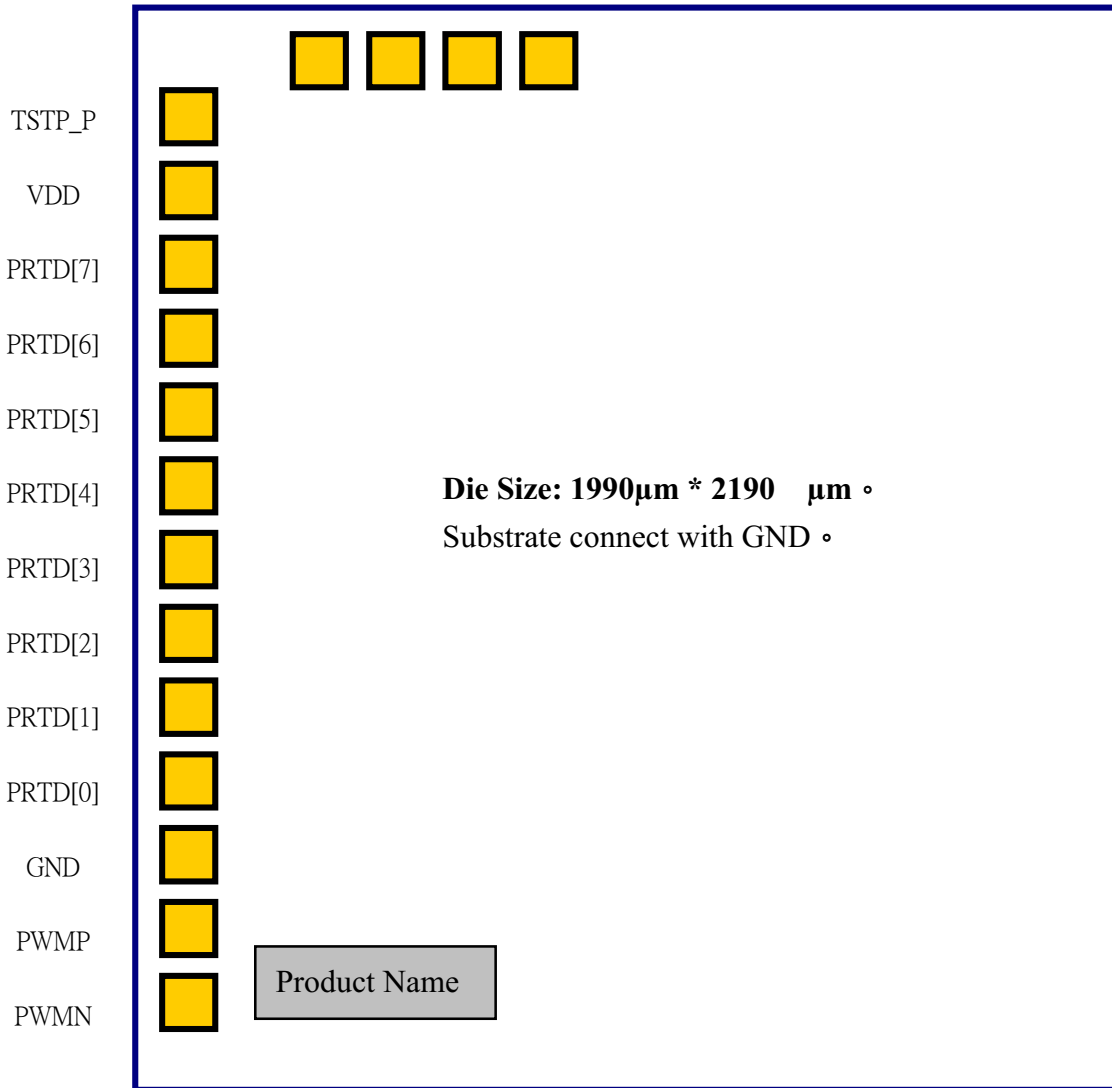 TSTP_P
VDD
PRTD[7]
PRTD[6]
PRTD[5]
PRTD[4]
PRTD[3]
PRTD[2]
PRTD[1]
PRTD[0]
GND
PWMP
PWMN
Die Size: 1990μm * 2190 μm。
Substrate connect with GND。
Product Name